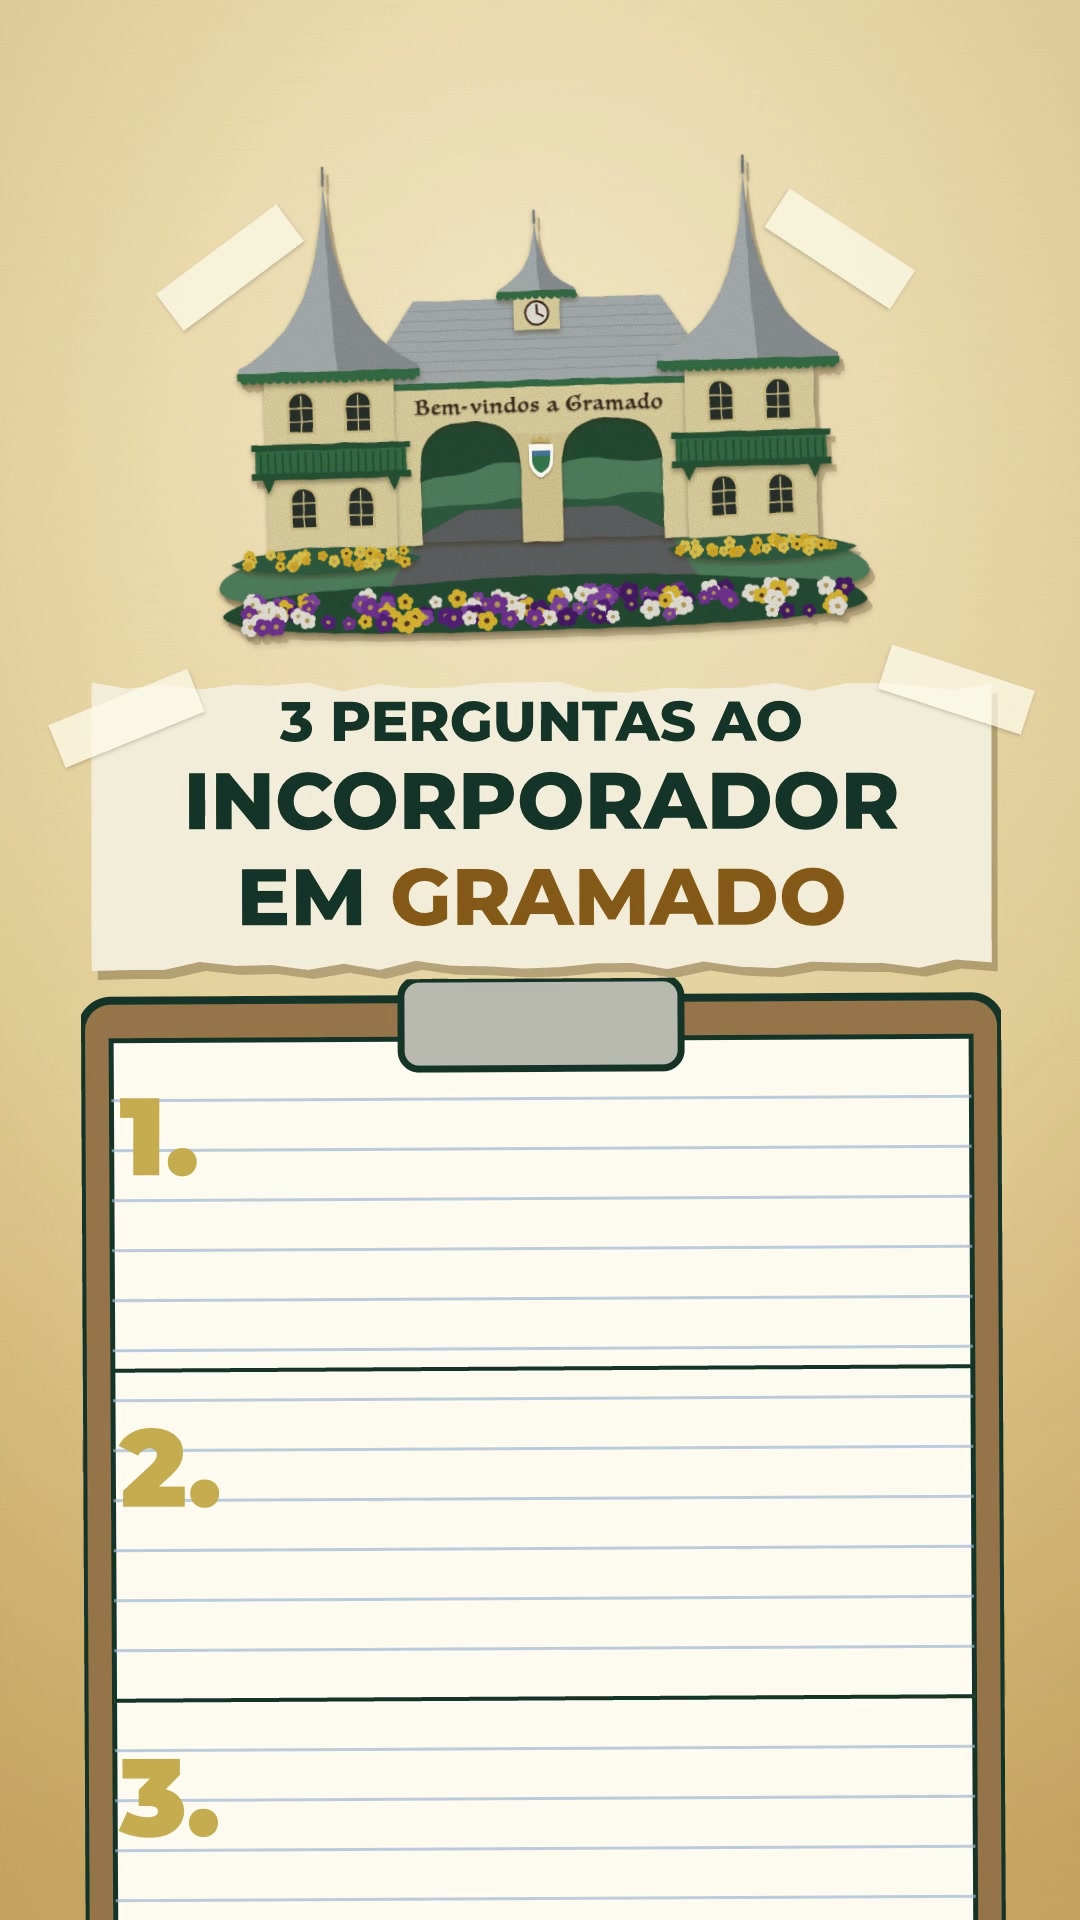 Bem-vindos a Gramado
3 PERGUNTAS AO
INCORPORADOR
EM GRAMADO
1.
2.
3.